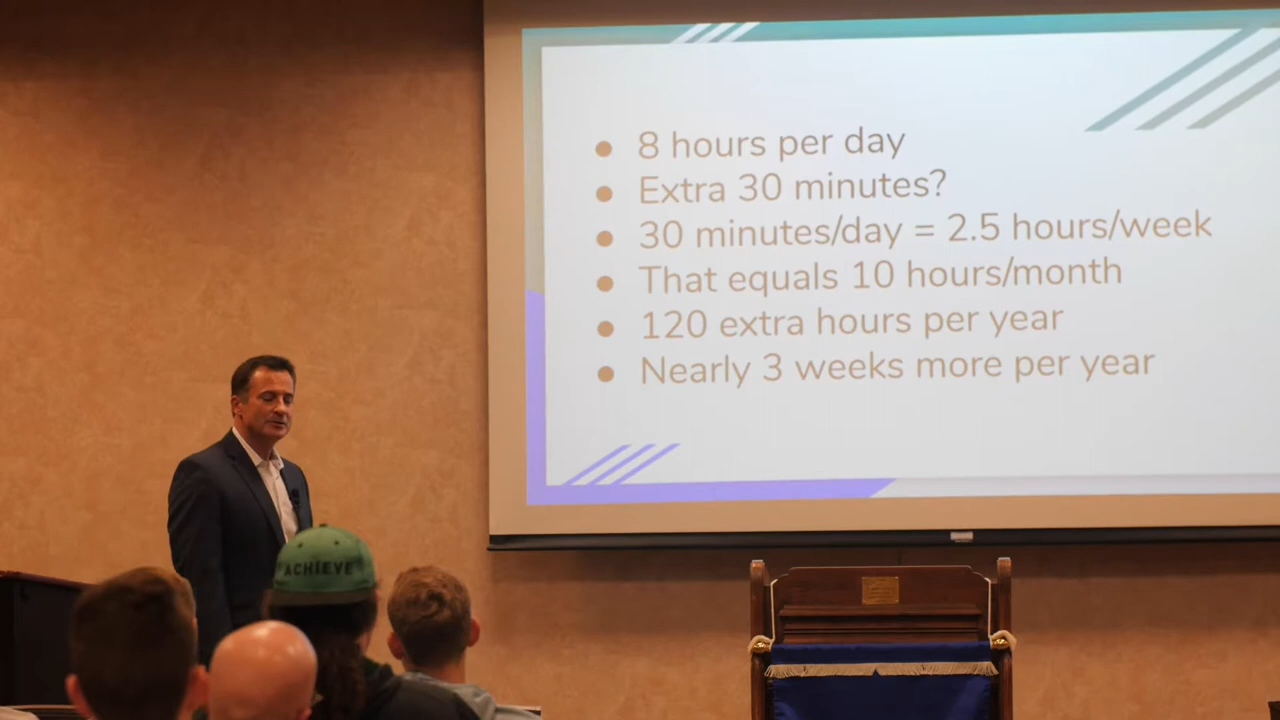 • 8 hours per day
• Extra 30 minutes?
• 30 minutes/day = 2.5 hours/week
• That equals 10 hours/month
• 120 extra hours per year
• Nearly 3 weeks more per year
ACHIEVE